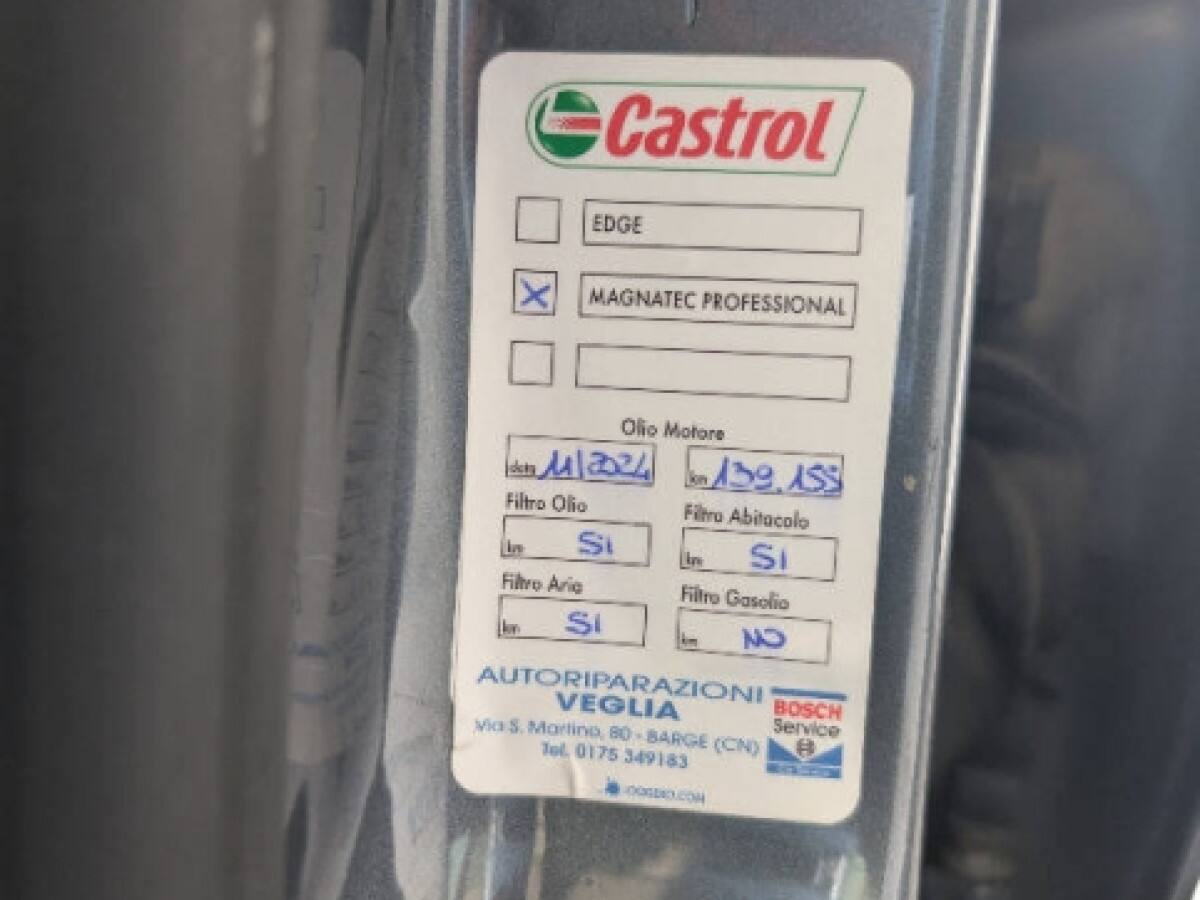 Castrol
EDGE
X MAGNATEC PROFESSIONAL
Olio Motore
data 11/2024 km 139.155
Filtro Olio Filtro Abitacolo
km Si km SI
Filtro Aria Filtro Gasolio
km SI km NO
AUTORIPARAZIONI
VEGLIA
Via S. Martino, 80 - BARGE (CN)
Tel. 0175 349183
BOSCH
Service
Car Service